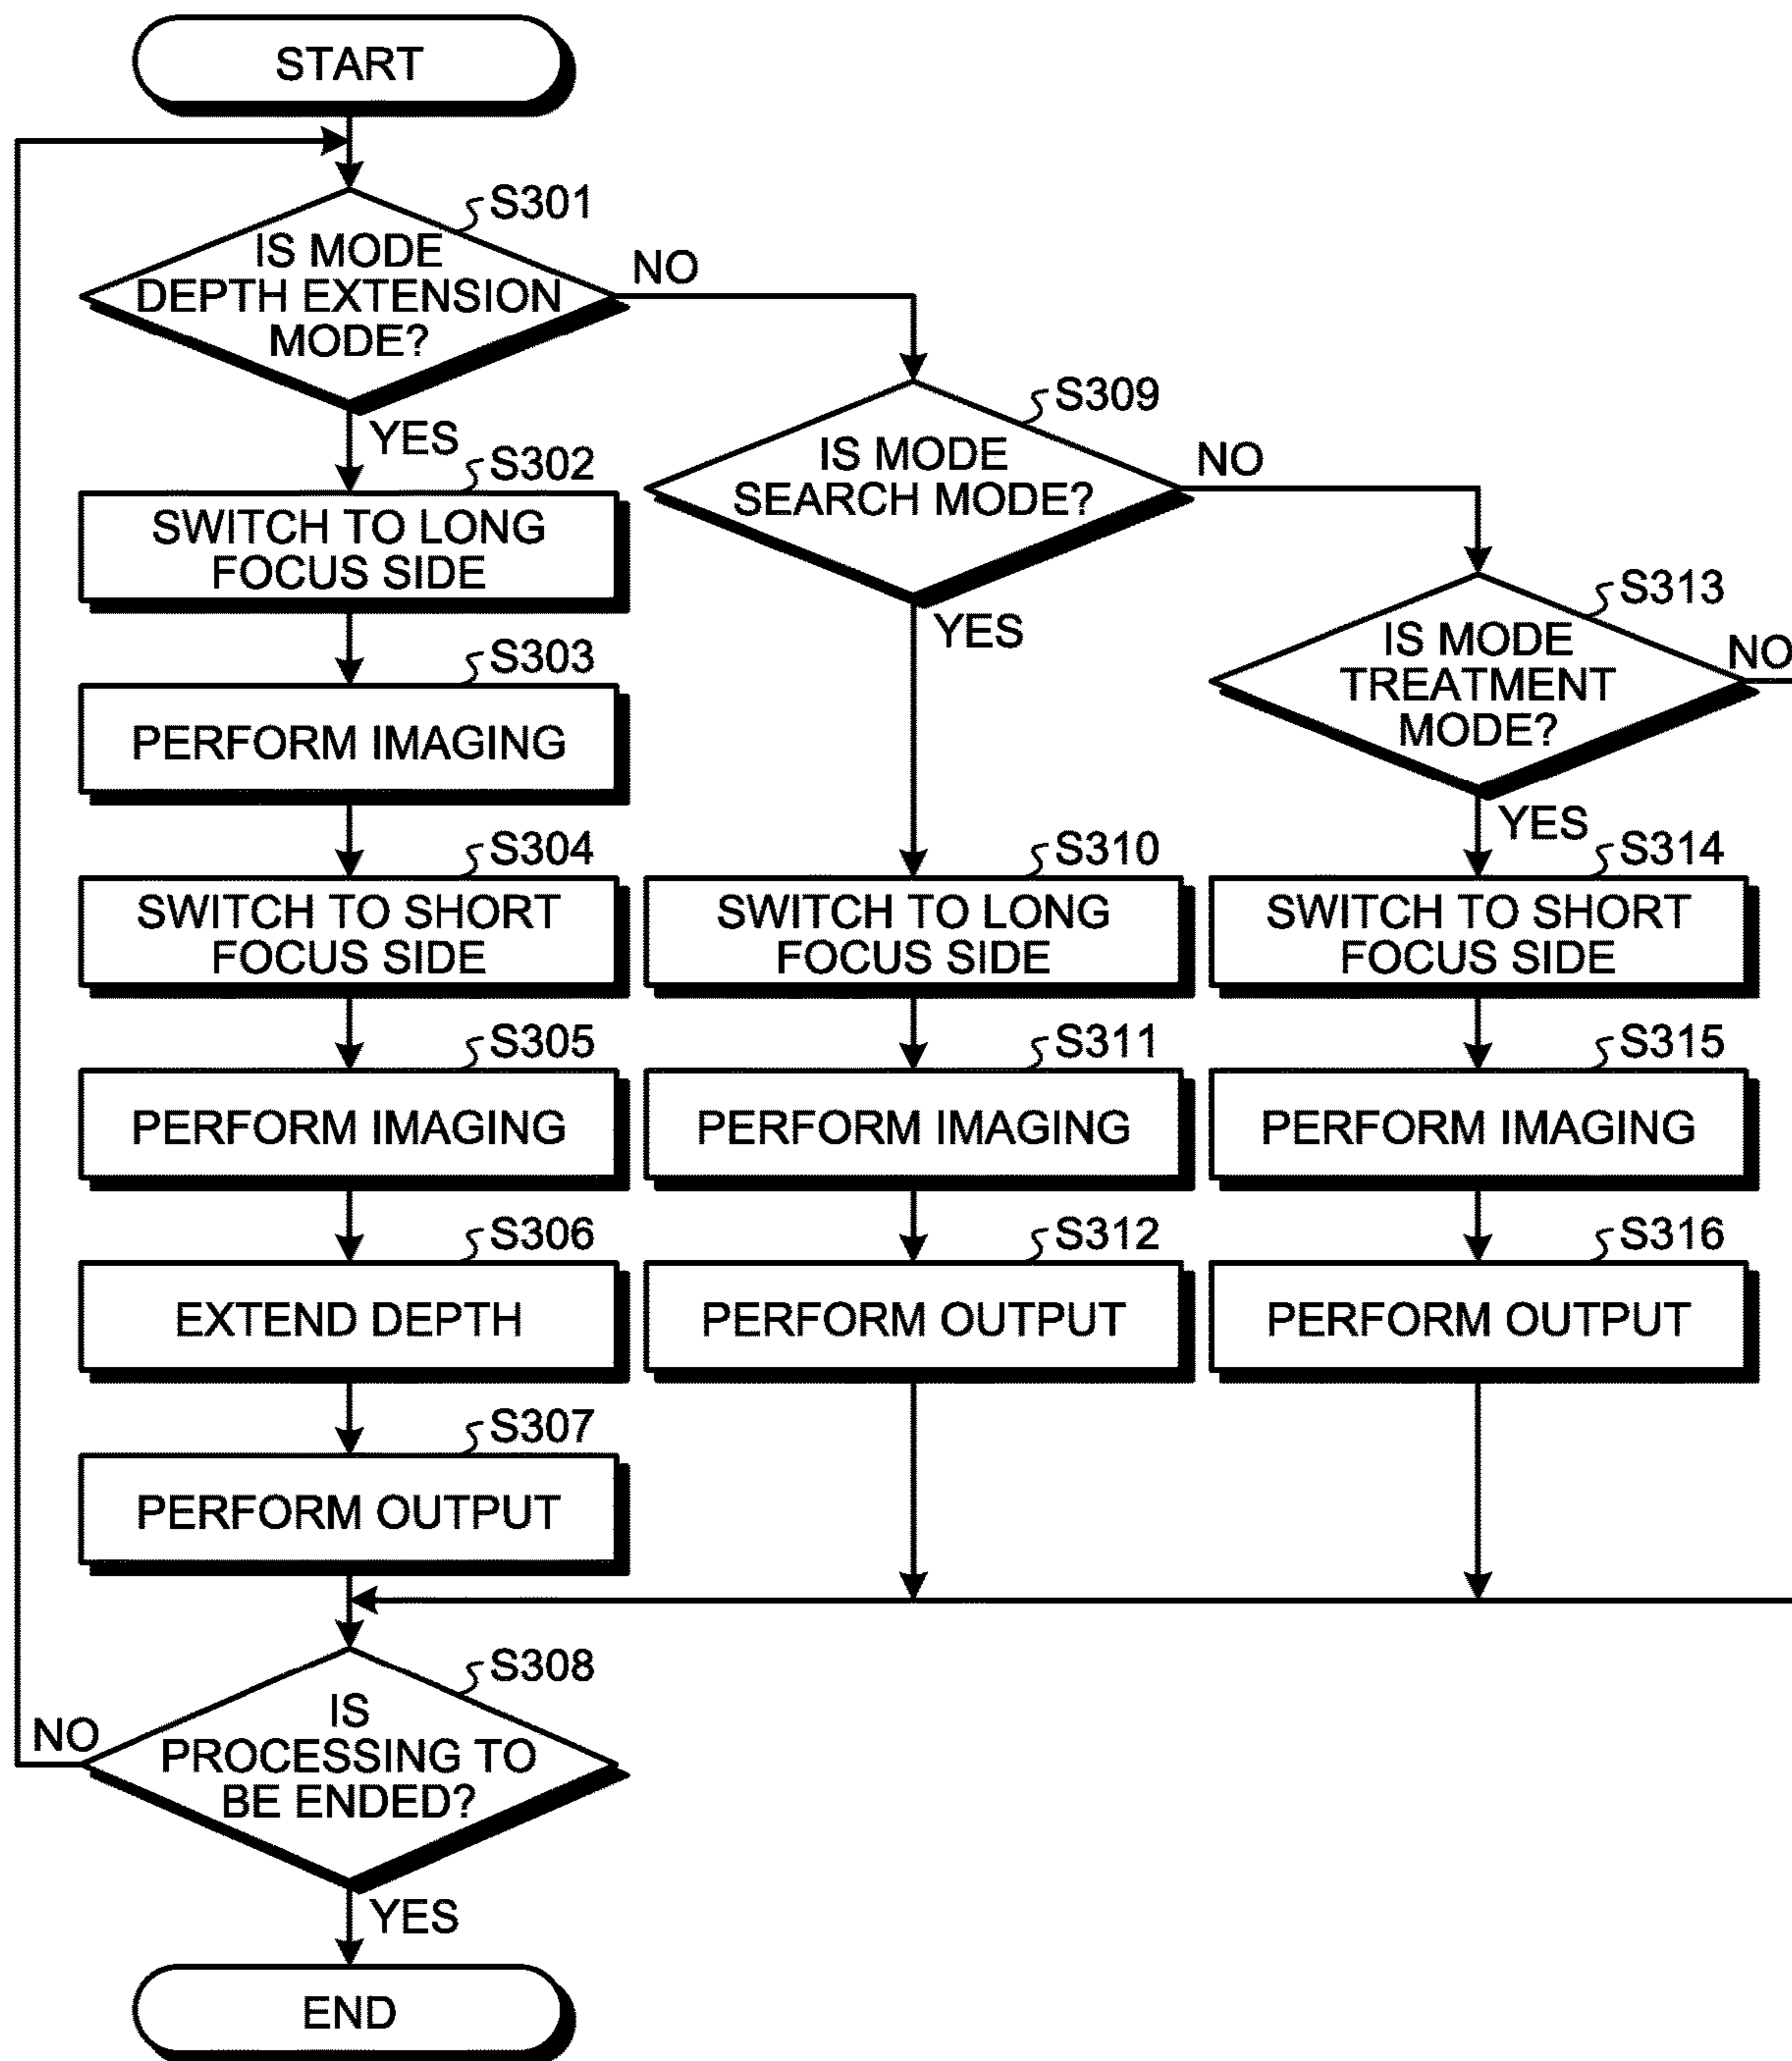 START
S301
IS MODE
DEPTH EXTENSION
MODE?
NO
YES
S302
SWITCH TO LONG
FOCUS SIDE
S303
PERFORM IMAGING
S304
SWITCH TO SHORT
FOCUS SIDE
S305
PERFORM IMAGING
S306
EXTEND DEPTH
S307
PERFORM OUTPUT
S308
IS
PROCESSING TO
BE ENDED?
NO
YES
END
S309
IS MODE
SEARCH MODE?
NO
YES
S310
SWITCH TO LONG
FOCUS SIDE
S311
PERFORM IMAGING
S312
PERFORM OUTPUT
S313
IS MODE
TREATMENT
MODE?
NO
YES
S314
SWITCH TO SHORT
FOCUS SIDE
S315
PERFORM IMAGING
S316
PERFORM OUTPUT